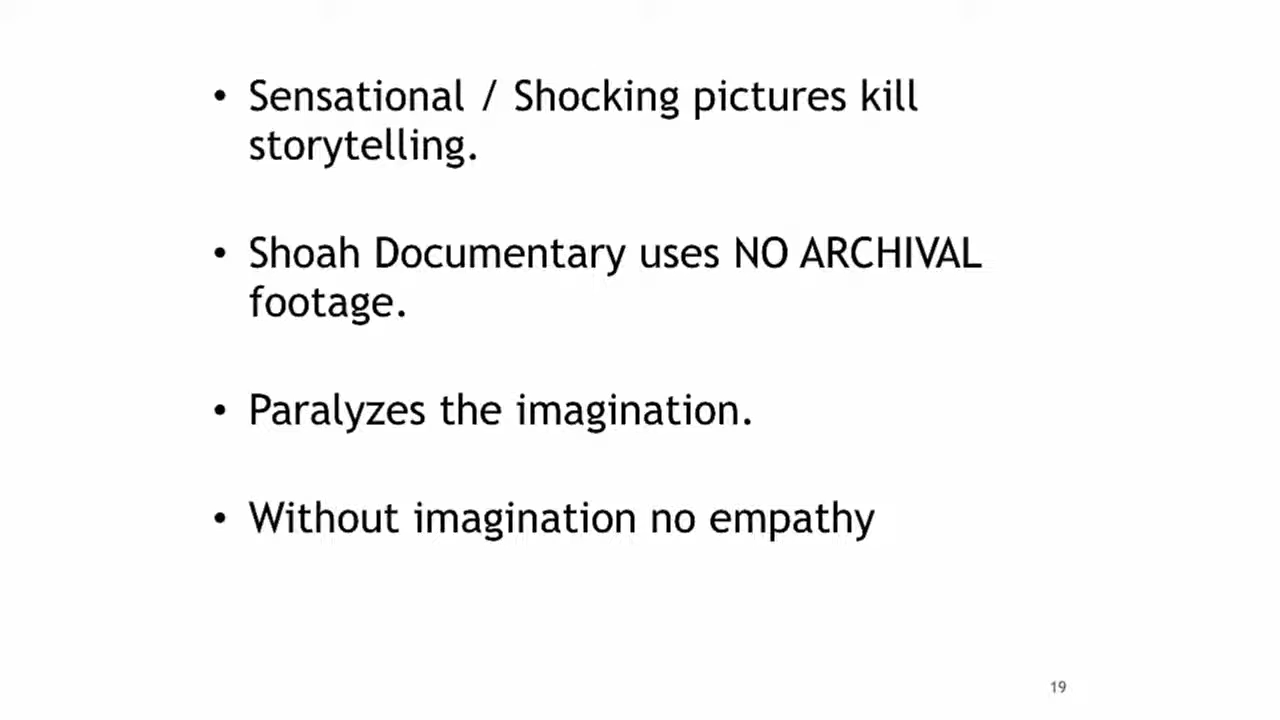 • Sensational / Shocking pictures kill
storytelling.
• Shoah Documentary uses NO ARCHIVAL
footage.
• Paralyzes the imagination.
• Without imagination no empathy
19